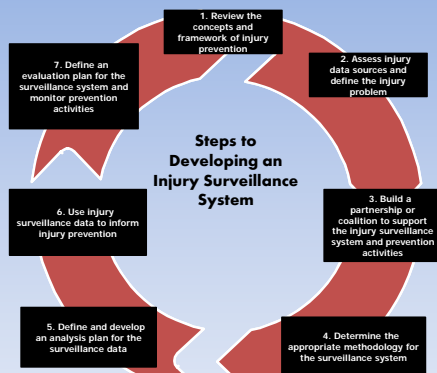 Steps to
Developing an
Injury Surveillance
System
1. Review the
concepts and
framework of injury
prevention
2. Assess injury
data sources and
define the injury
problem
3. Build a
partnership or
coalition to support
the injury surveillance
system and prevention
activities
4. Determine the
appropriate methodology for
the surveillance system
5. Define and develop
an analysis plan for the
surveillance data
6. Use injury
surveillance data to inform
injury prevention
7. Define an
evaluation plan for the
surveillance system and
monitor prevention
activities